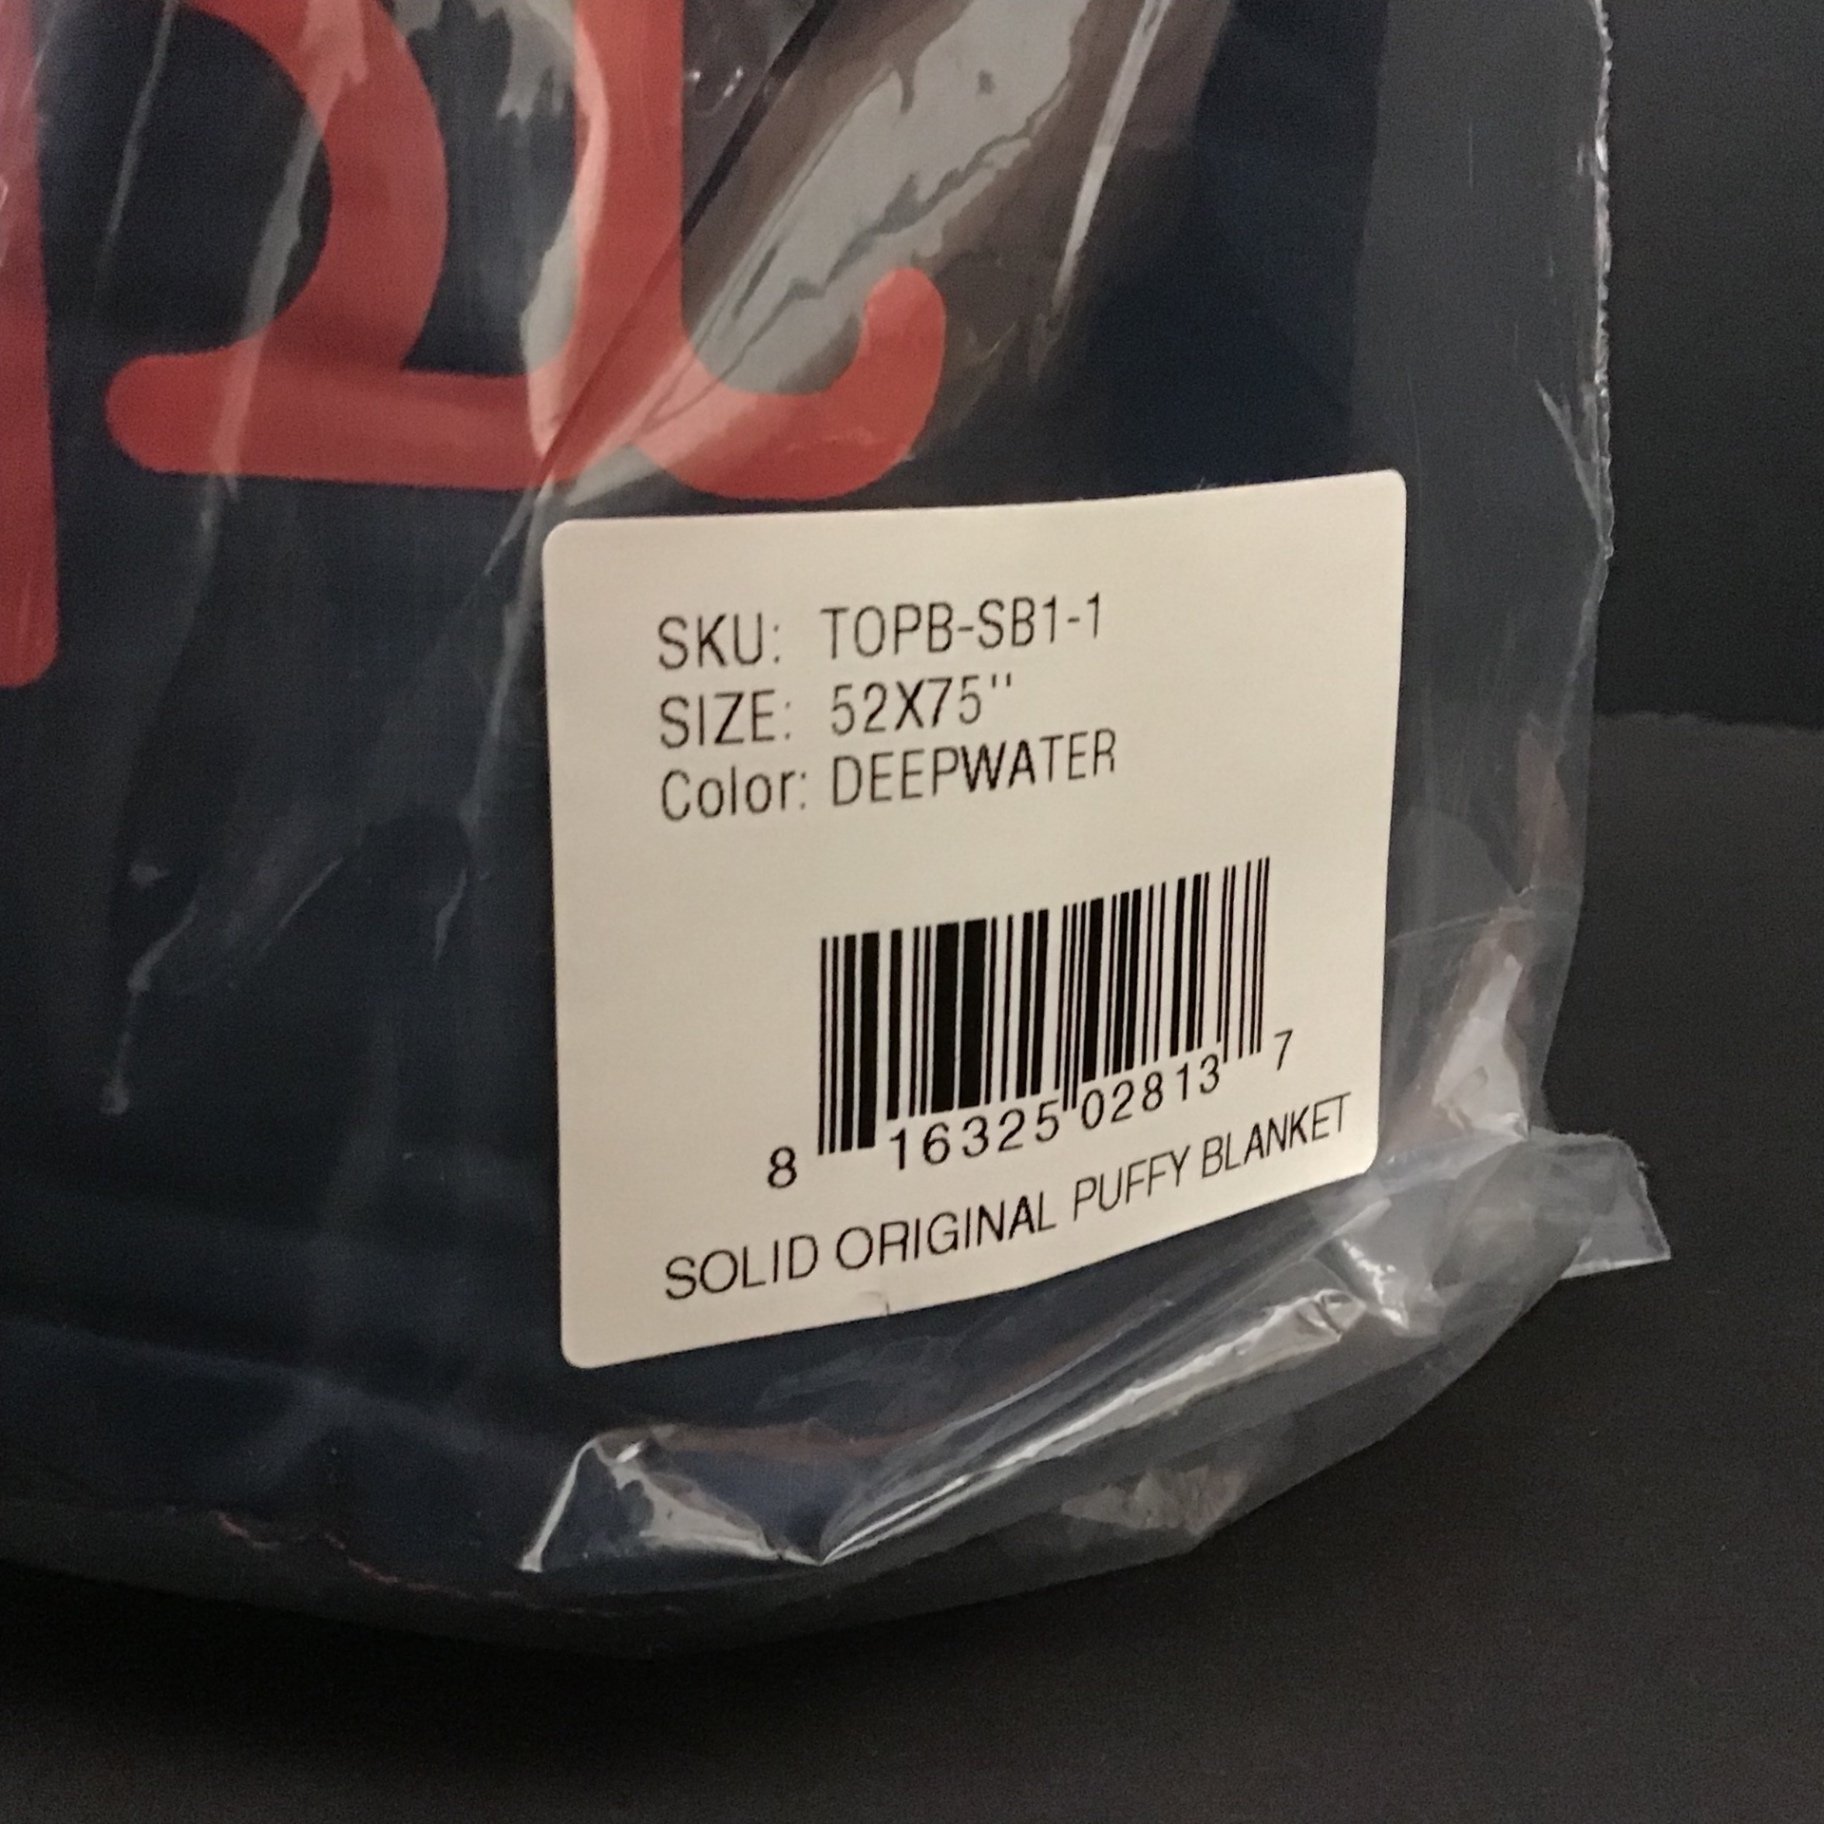 SKU: TOPB-SB1-1
SIZE: 52X75''
Color: DEEPWATER
8 16325 02813 7
SOLID ORIGINAL PUFFY BLANKET